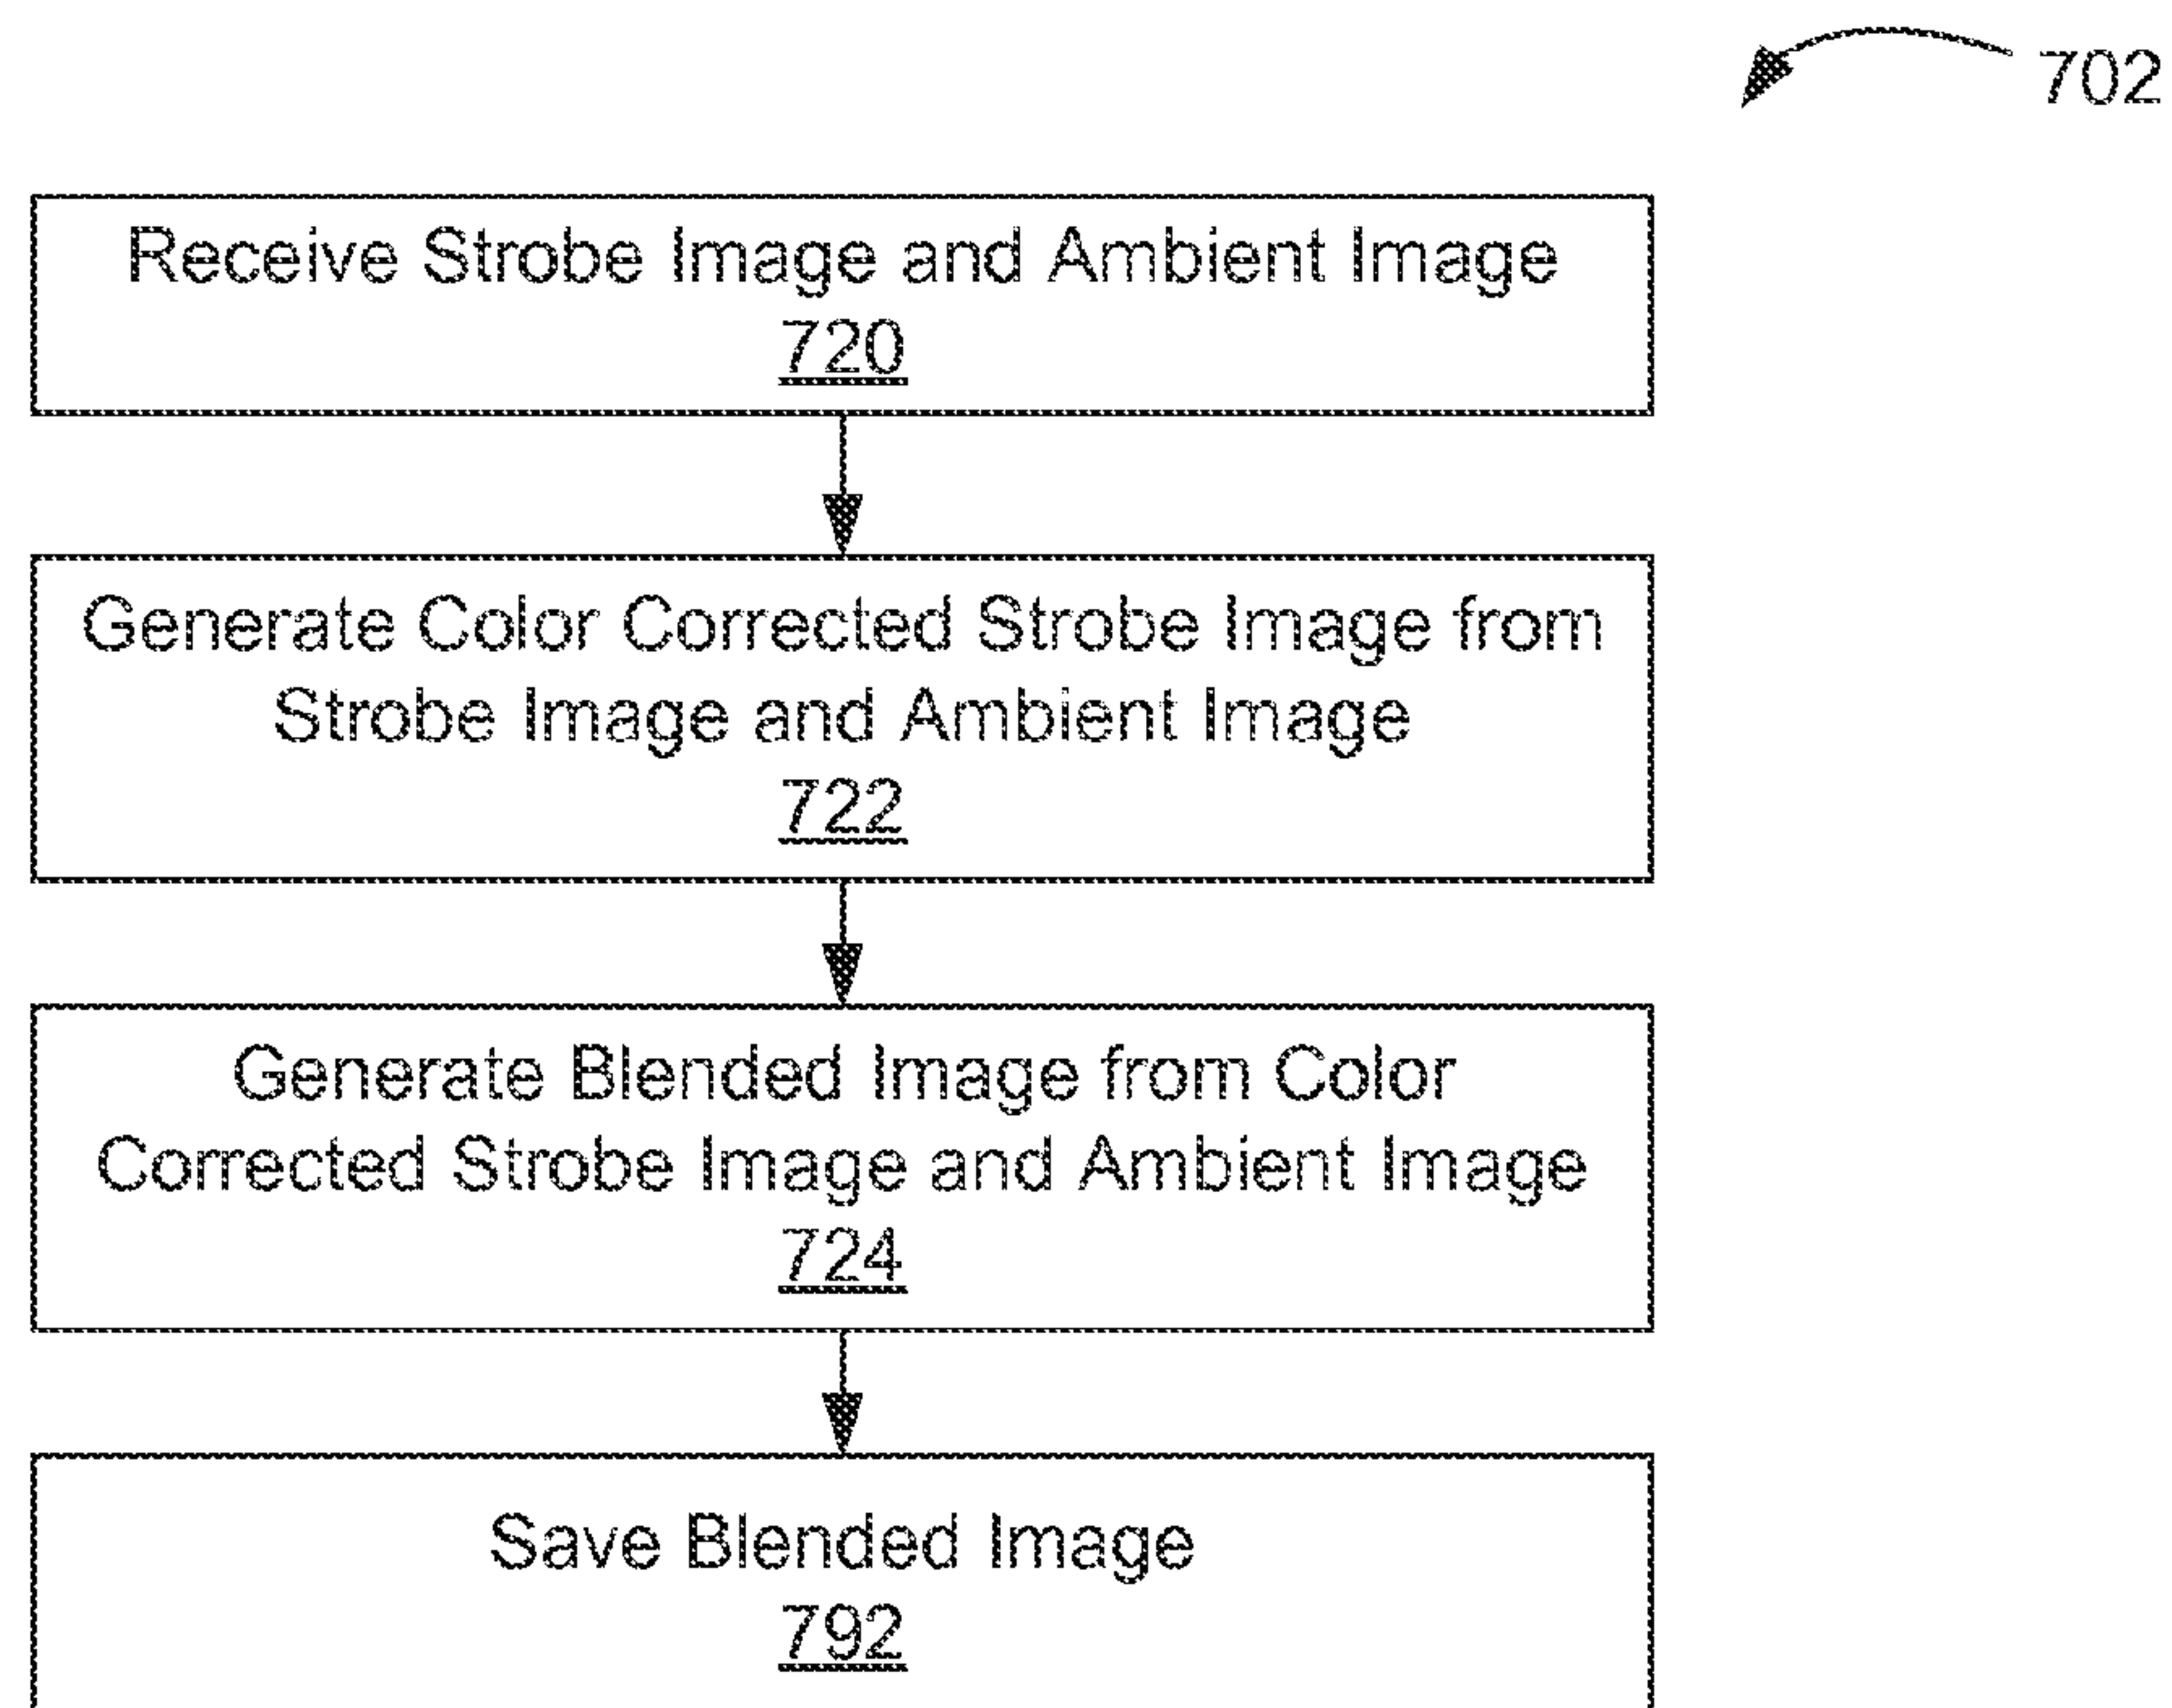 702
Receive Strobe Image and Ambient Image
720
Generate Color Corrected Strobe Image from
Strobe Image and Ambient Image
722
Generate Blended Image from Color
Corrected Strobe Image and Ambient Image
724
Save Blended Image
792